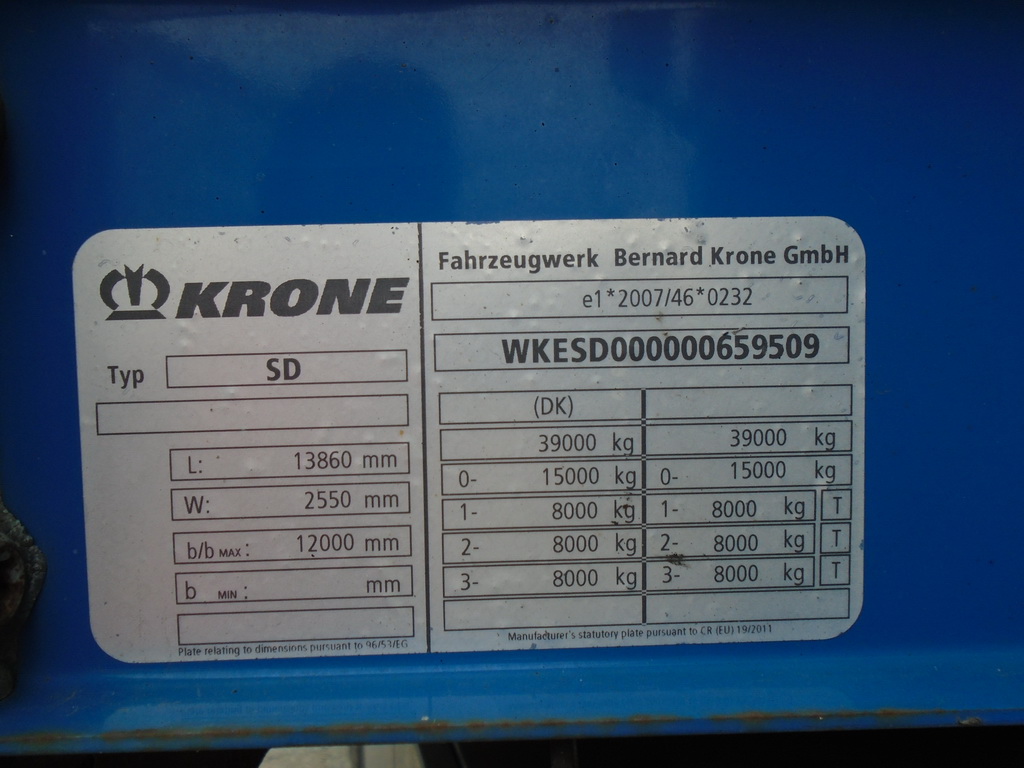 KRONE
Typ SD
L: 13860 mm
W: 2550 mm
b/b MAX: 12000 mm
b MIN: mm
Plate relating to dimensions pursuant to 96/53/EG
Fahrzeugwerk Bernard Krone GmbH
e1*2007/46*0232
WKESD000000659509
(DK)
39000 kg 39000 kg
0- 15000 kg 0- 15000 kg
1- 8000 kg 1- 8000 kg T
2- 8000 kg 2- 8000 kg T
3- 8000 kg 3- 8000 kg T
Manufacturer's statutory plate pursuant to CR (EU) 19/2011